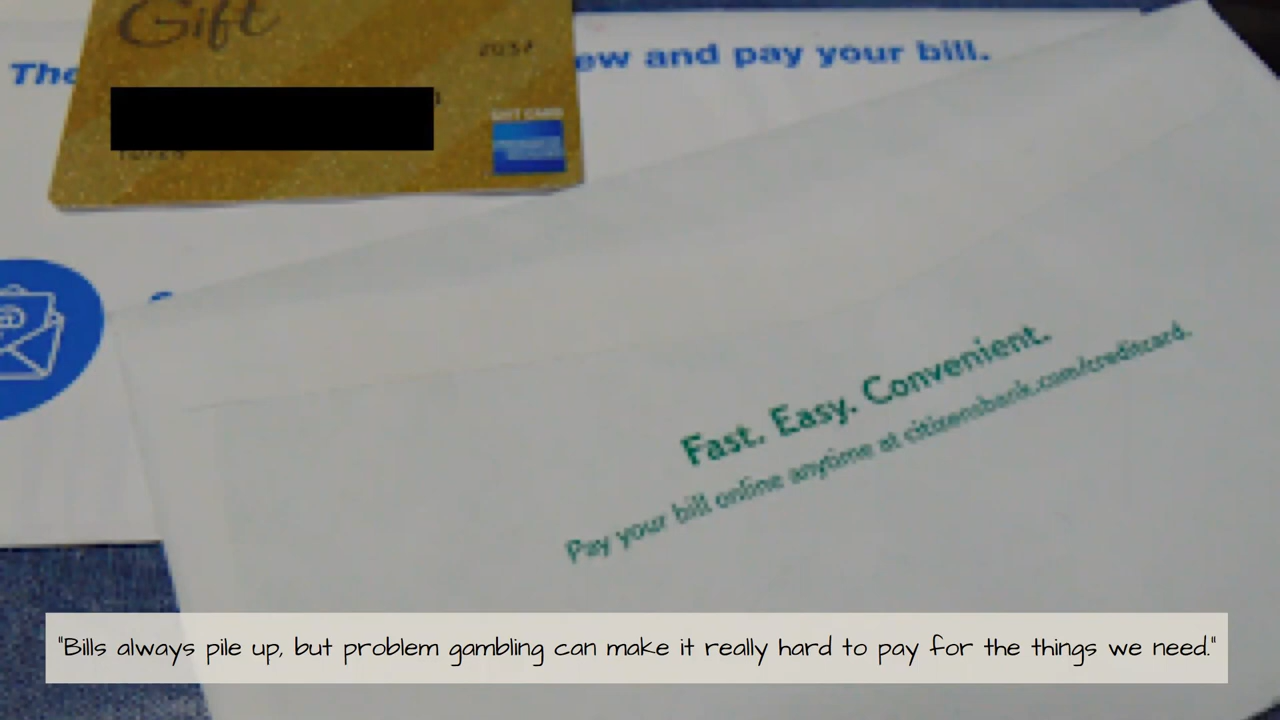 Gift
ew and pay your bill.
GIFT CARD
AMERICAN
EXPRESS
@
Fast. Easy. Convenient.
Pay your bill online anytime at citizensbank.com/creditcard.
"Bills always pile up, but problem gambling can make it really hard to pay for the things we need."